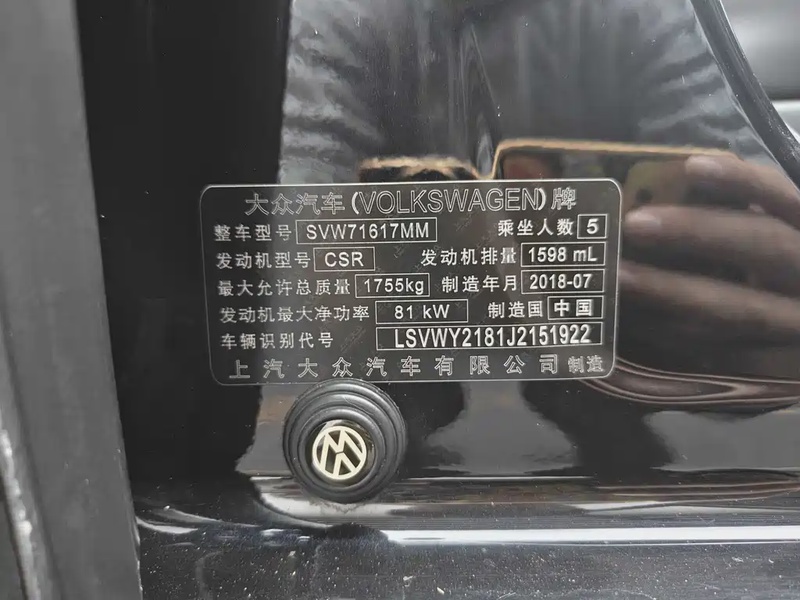 大众汽车(VOLKSWAGEN)牌
整车型号 SVW71617MM 乘坐人数 5
发动机型号 CSR 发动机排量 1598 mL
最大允许总质量 1755kg 制造年月 2018-07
发动机最大净功率 81 kW 制造国 中国
车辆识别代号 LSVWY2181J2151922
上汽大众汽车有限公司 制造